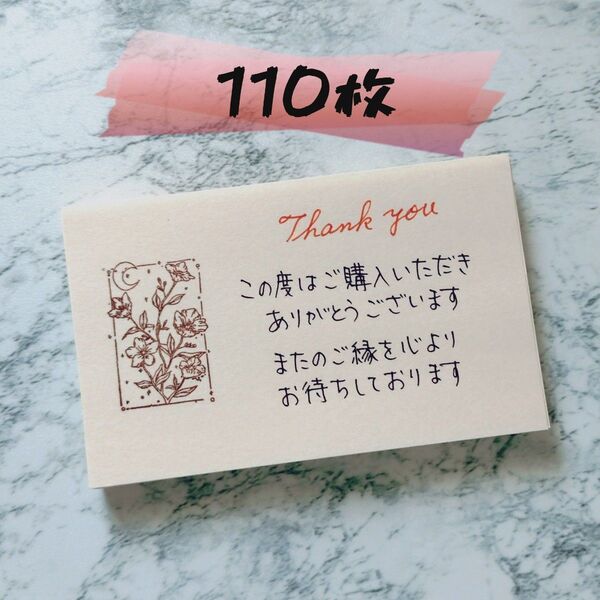 110枚
Thank you
この度はご購入いただき
ありがとうございます
またのご縁を心より
お待ちしております